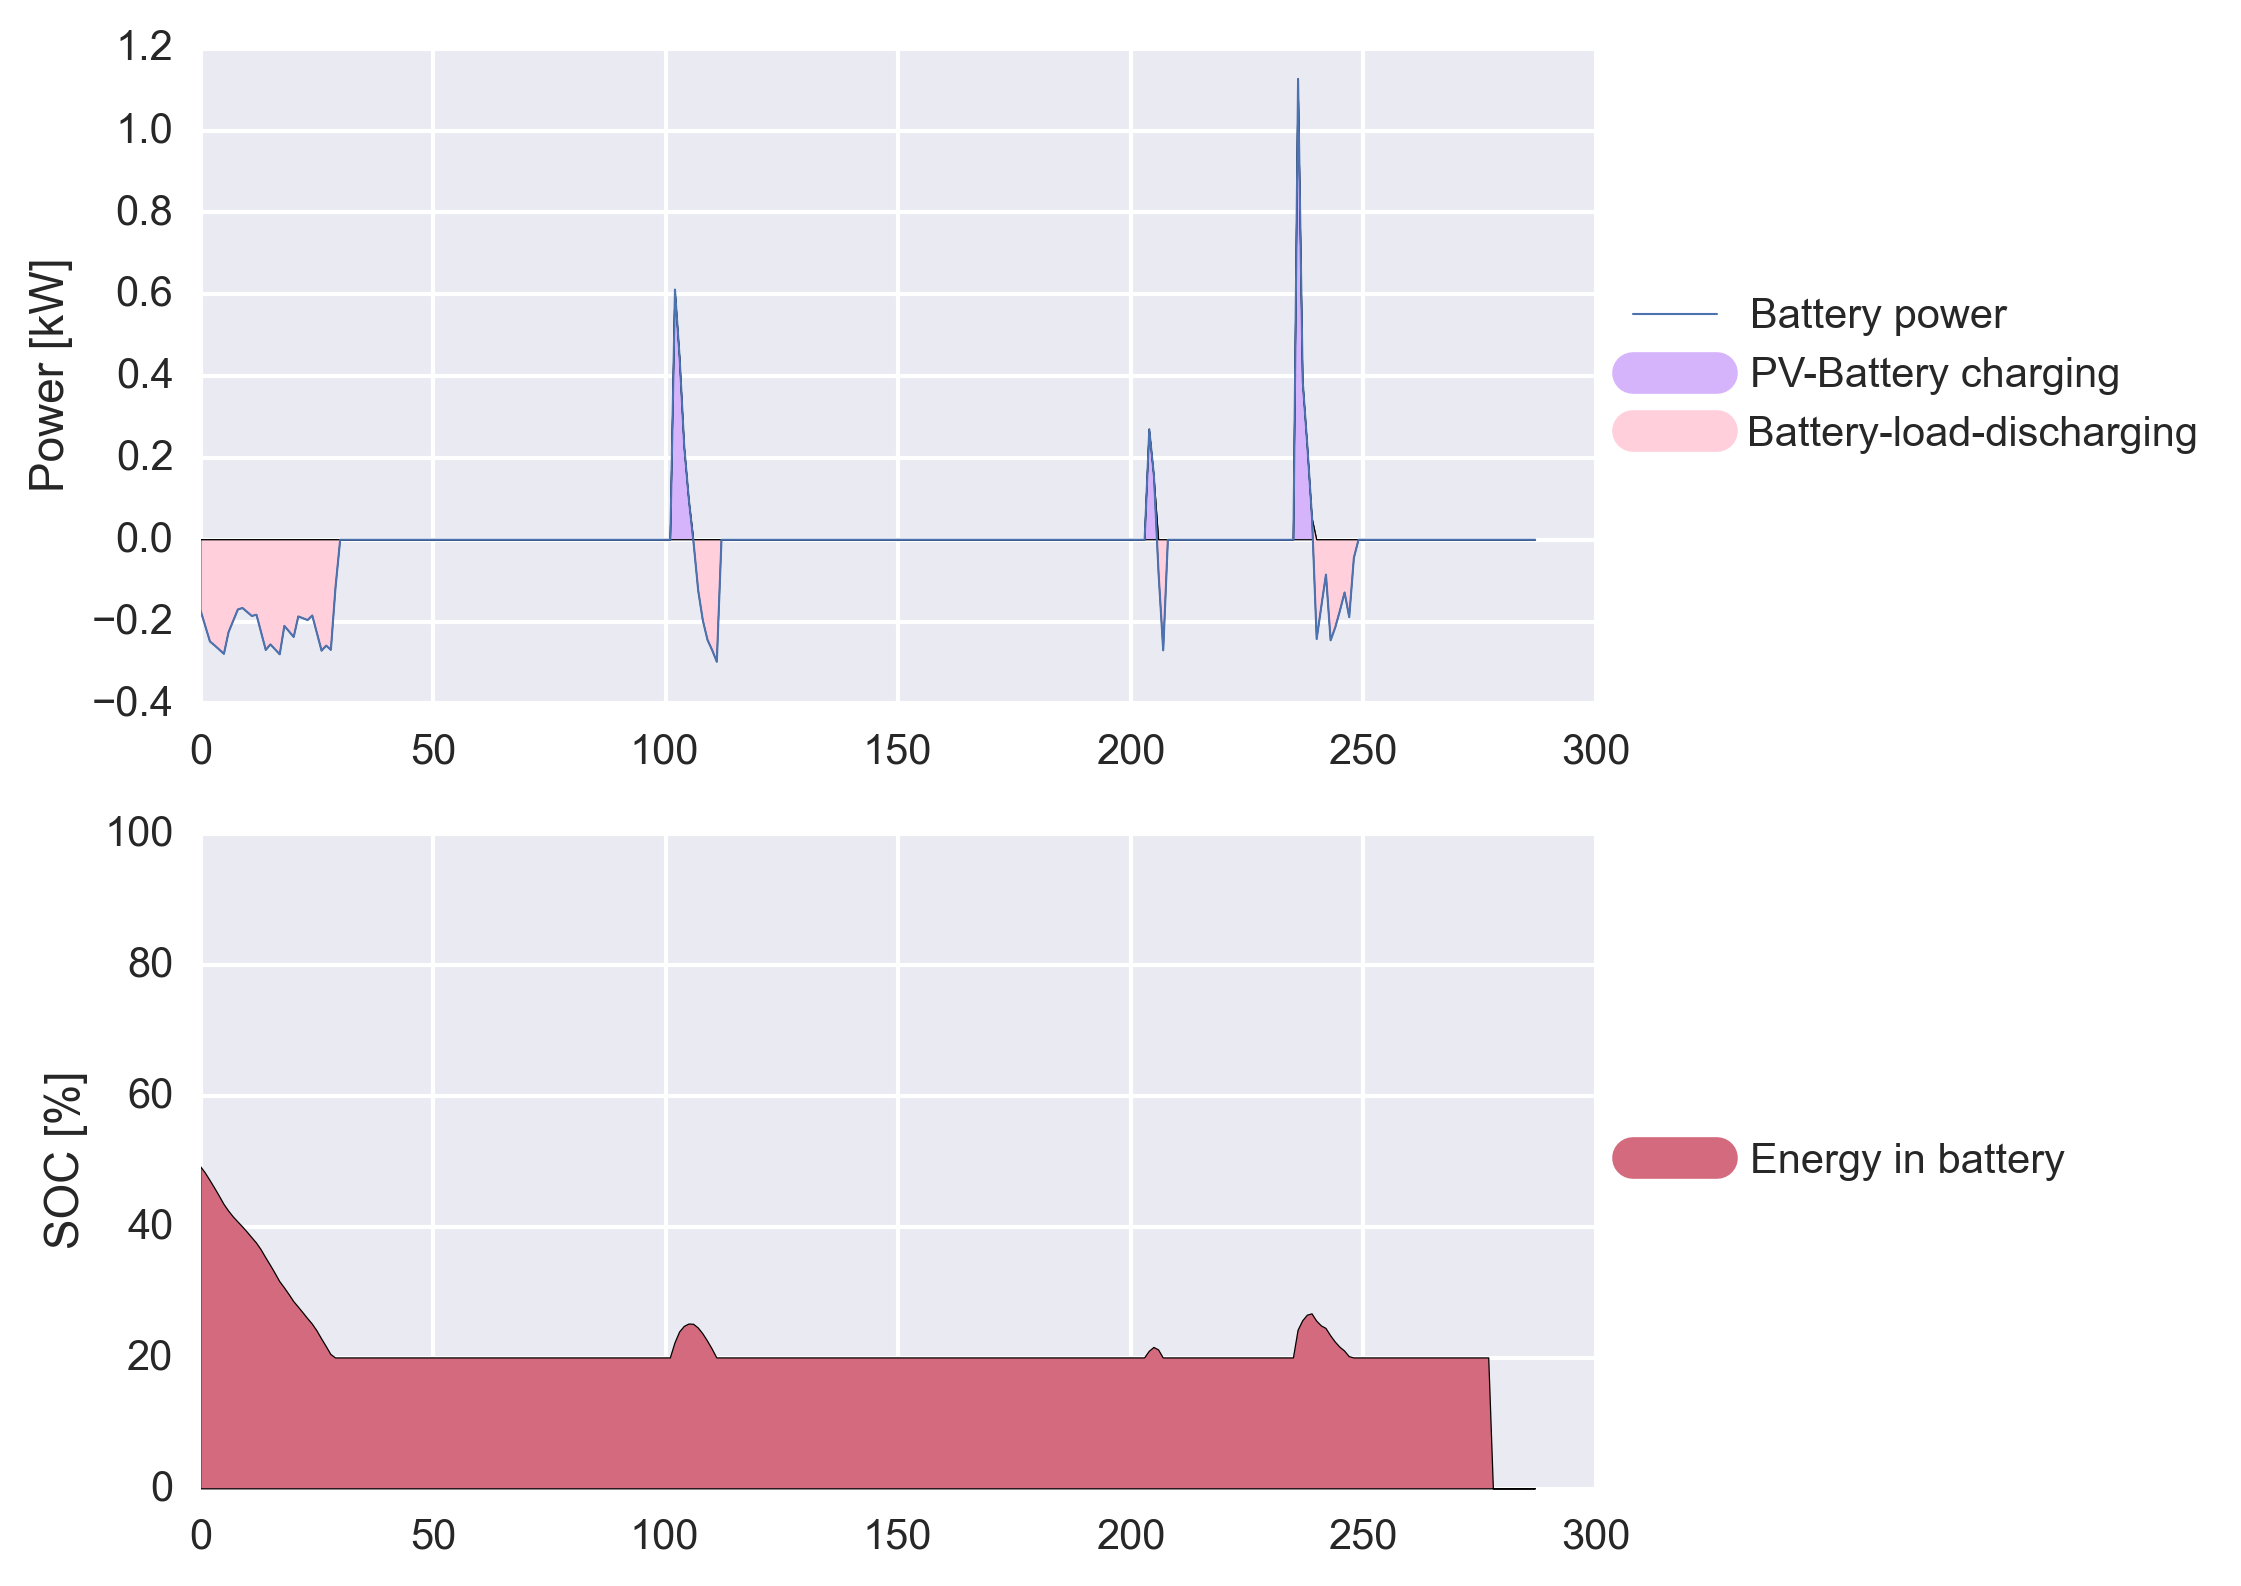 1.2
1.0
0.8
0.6
0.4
0.2
0.0
−0.2
−0.4
Power [kW]
0 50 100 150 200 250 300
Battery power
PV-Battery charging
Battery-load-discharging
100
80
60
40
20
0
SOC [%]
0 50 100 150 200 250 300
Energy in battery